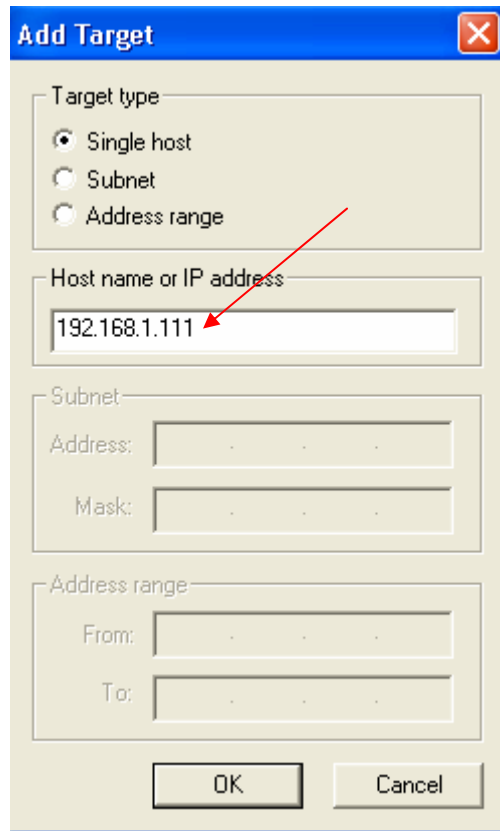 Add Target
Target type
Single host
Subnet
Address range
Host name or IP address
192.168.1.111
Subnet
Address:
Mask:
Address range
From:
To:
OK Cancel